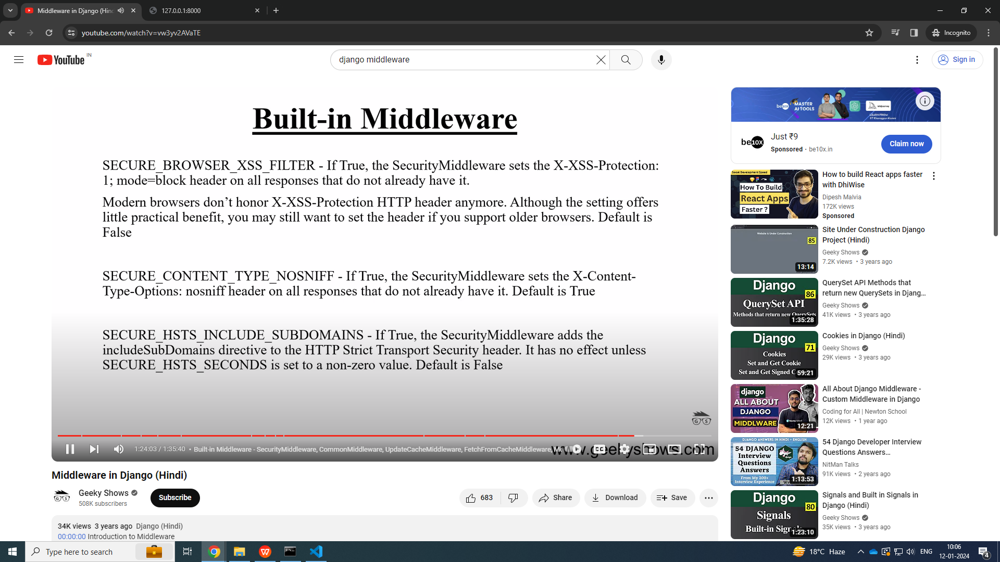 Middleware in Django (Hin
127.0.0.1:8000
youtube.com/watch?v=vw3yv2AVaTE
Incognito
YouTube IN
django middleware
Sign in
Built-in Middleware
SECURE_BROWSER_XSS_FILTER - If True, the SecurityMiddleware sets the X-XSS-Protection:
1; mode=block header on all responses that do not already have it.
Modern browsers don’t honor X-XSS-Protection HTTP header anymore. Although the setting offers
little practical benefit, you may still want to set the header if you support older browsers. Default is
False
SECURE_CONTENT_TYPE_NOSNIFF - If True, the SecurityMiddleware sets the X-Content-
Type-Options: nosniff header on all responses that do not already have it. Default is True
SECURE_HSTS_INCLUDE_SUBDOMAINS - If True, the SecurityMiddleware adds the
includeSubDomains directive to the HTTP Strict Transport Security header. It has no effect unless
SECURE_HSTS_SECONDS is set to a non-zero value. Default is False
GS
1:24:03 / 1:35:40 • Built-in Middleware - SecurityMiddleware, CommonMiddleware, UpdateCacheMiddleware, FetchFromCacheMiddleware, Me
www.geekyshows.com
Middleware in Django (Hindi)
Geeky Shows
508K subscribers
Subscribe
683
Share
Download
Save
34K views 3 years ago Django (Hindi)
00:00:00 Introduction to Middleware
be10x
MASTER
AI TOOLS
Midjourney
LEARN FROM
IIT Kharagpur Alumni
be10X
Just ₹9
Sponsored · be10x.in
Claim now
Boost Development Speed
How To Build
React Apps
Faster ?
How to build React apps faster
with DhiWise
Dipesh Malvia
172K views
Sponsored
Website is Under Construction
85
13:14
Site Under Construction Django
Project (Hindi)
Geeky Shows
7.2K views • 3 years ago
Django
86
QuerySet API
Methods that return new QuerySets
1:35:28
QuerySet API Methods that
return new QuerySets in Djang...
Geeky Shows
41K views • 3 years ago
Django
71
Cookies
Set and Get Cookie
Set and Get Signed C
59:21
Cookies in Django (Hindi)
Geeky Shows
29K views • 3 years ago
django
ALL ABOUT
DJANGO
MIDDLWARE
12:21
All About Django Middleware -
Custom Middleware in Django
Coding for All | Newton School
12K views • 1 year ago
DJANGO ANSWERS IN HINDI + ENGLISH
54 DJANGO
Interview
Questions
Answers
From My 200+
Interview Experience
1:13:53
54 Django Developer Interview
Questions Answers...
NitMan Talks
91K views • 2 years ago
Django
80
Signals
Built-in Sign
1:23:10
Signals and Built in Signals in
Django (Hindi)
Geeky Shows
35K views • 3 years ago
Type here to search
18°C Haze
ENG
10:06
12-01-2024
4